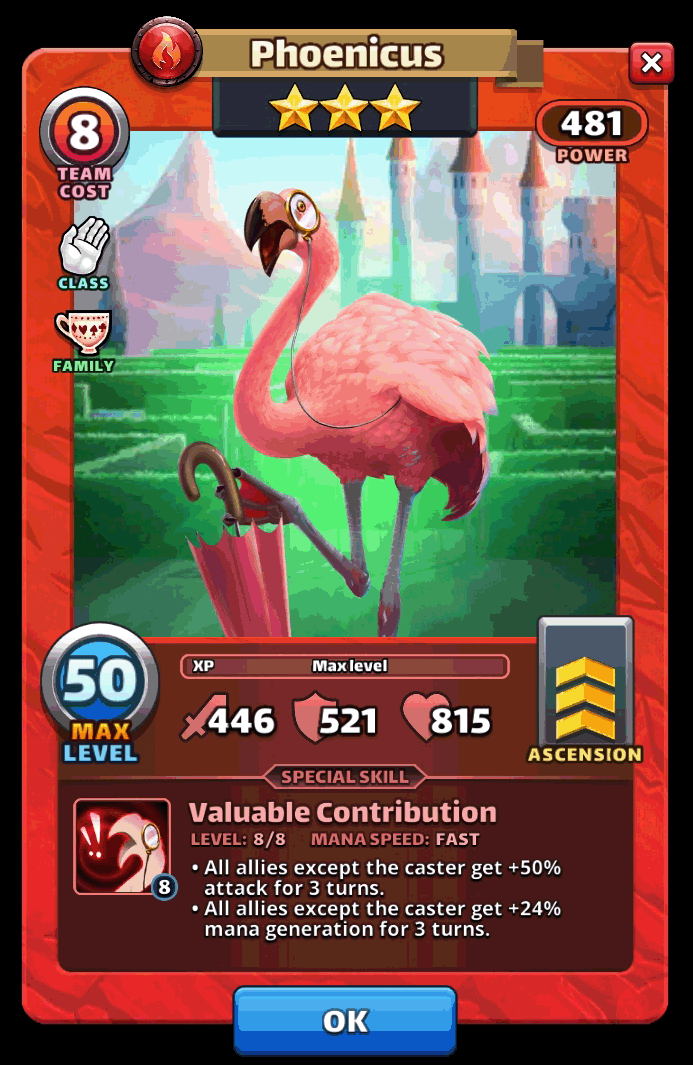 Phoenicus
8
TEAM
COST
481
POWER
CLASS
FAMILY
50
MAX
LEVEL
XP Max level
446 521 815
ASCENSION
SPECIAL SKILL
Valuable Contribution
LEVEL: 8/8 MANA SPEED: FAST
8
• All allies except the caster get +50%
attack for 3 turns.
• All allies except the caster get +24%
mana generation for 3 turns.
OK